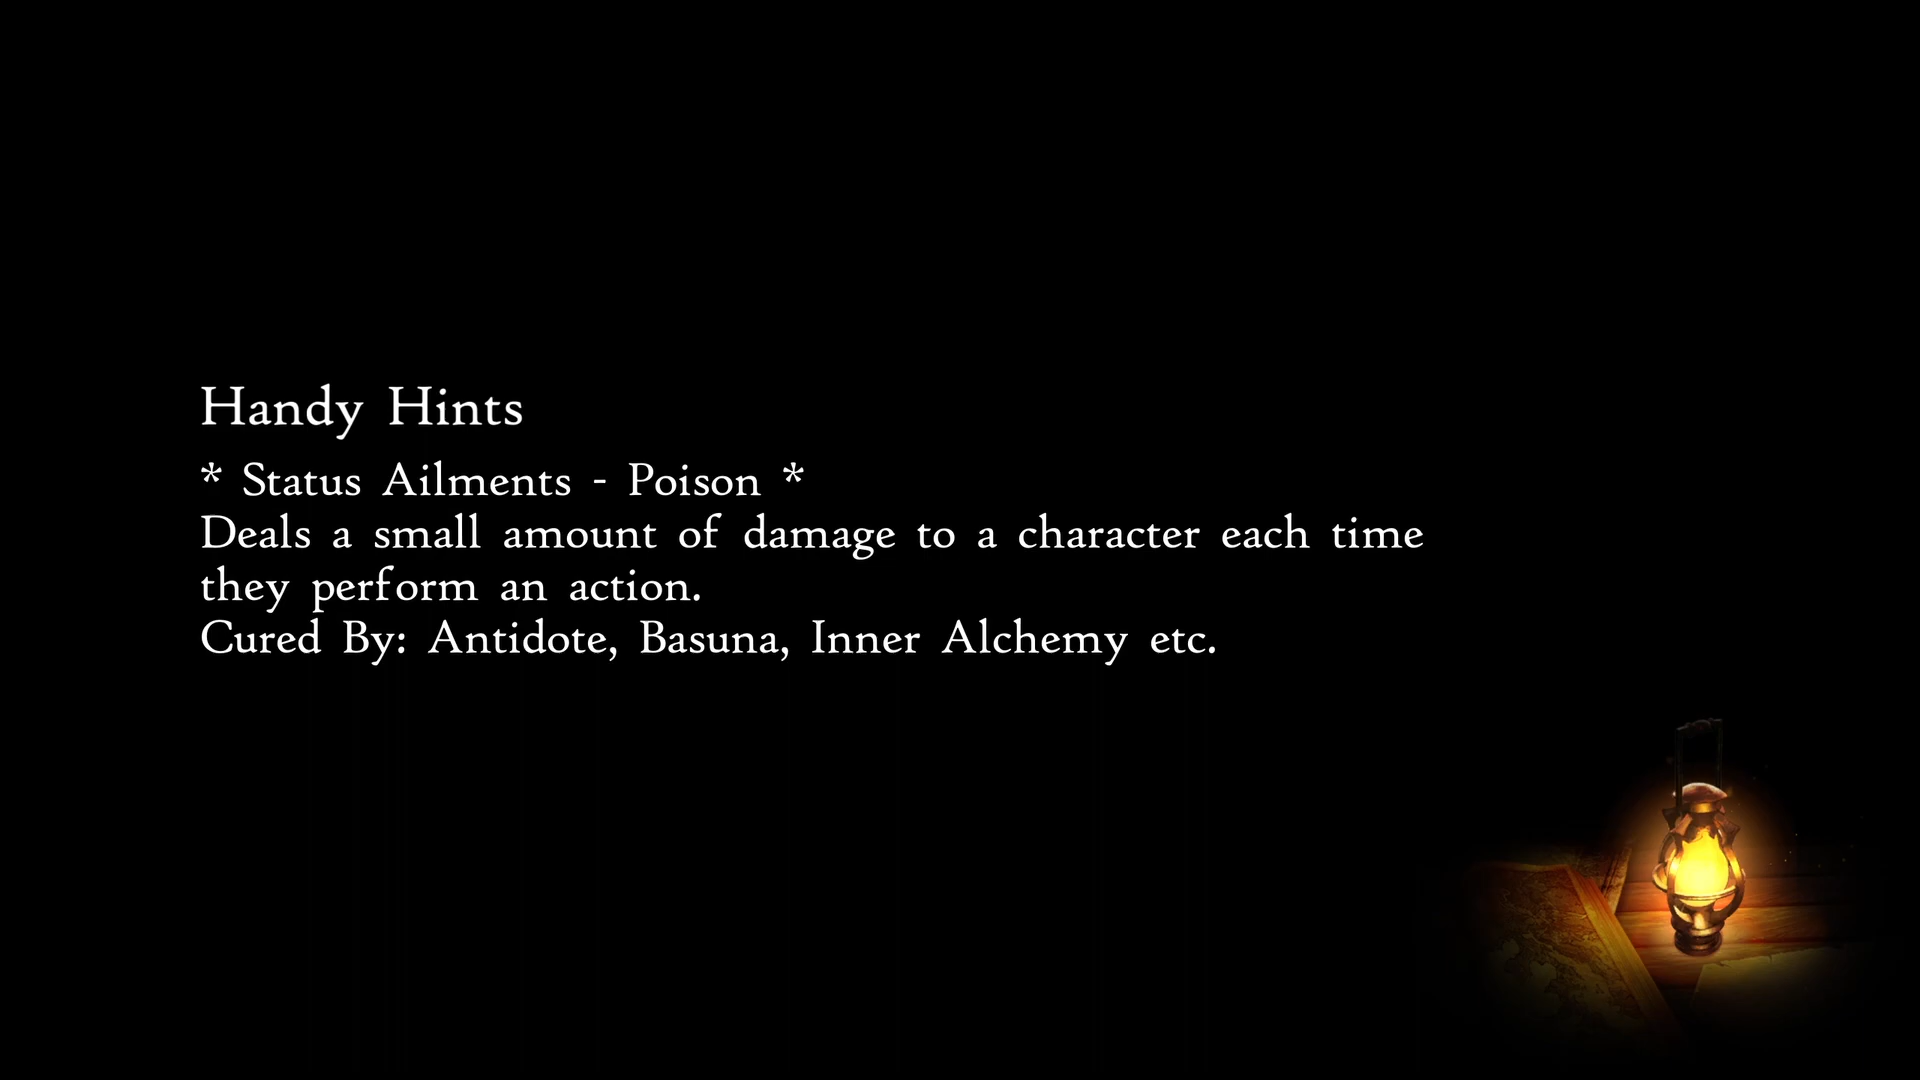 Handy Hints
* Status Ailments - Poison *
Deals a small amount of damage to a character each time
they perform an action.
Cured By: Antidote, Basuna, Inner Alchemy etc.